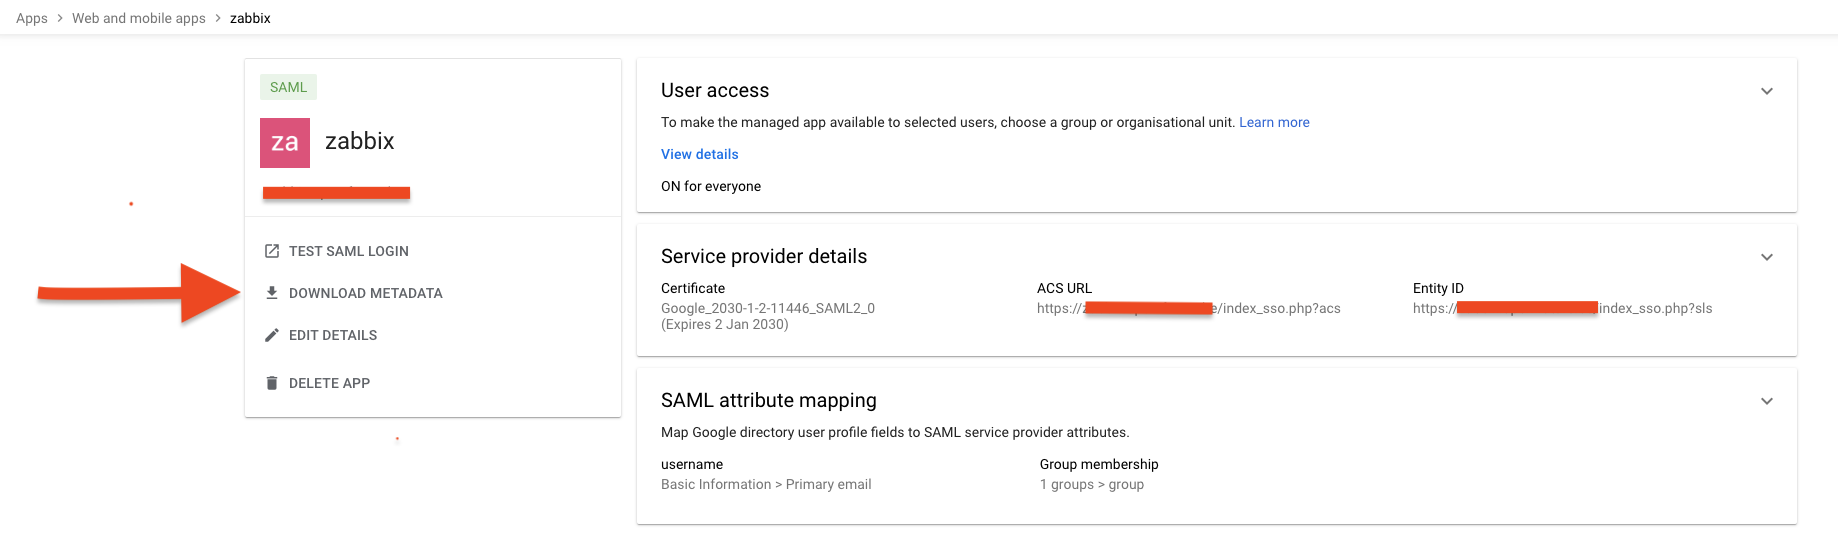 Apps > Web and mobile apps > zabbix
SAML
za
zabbix
TEST SAML LOGIN
DOWNLOAD METADATA
EDIT DETAILS
DELETE APP
User access
To make the managed app available to selected users, choose a group or organisational unit. Learn more
View details
ON for everyone
Service provider details
Certificate
Google_2030-1-2-11446_SAML2_0
(Expires 2 Jan 2030)
ACS URL
https://z e/index_sso.php?acs
Entity ID
https:// index_sso.php?sls
SAML attribute mapping
Map Google directory user profile fields to SAML service provider attributes.
username
Basic Information > Primary email
Group membership
1 groups > group